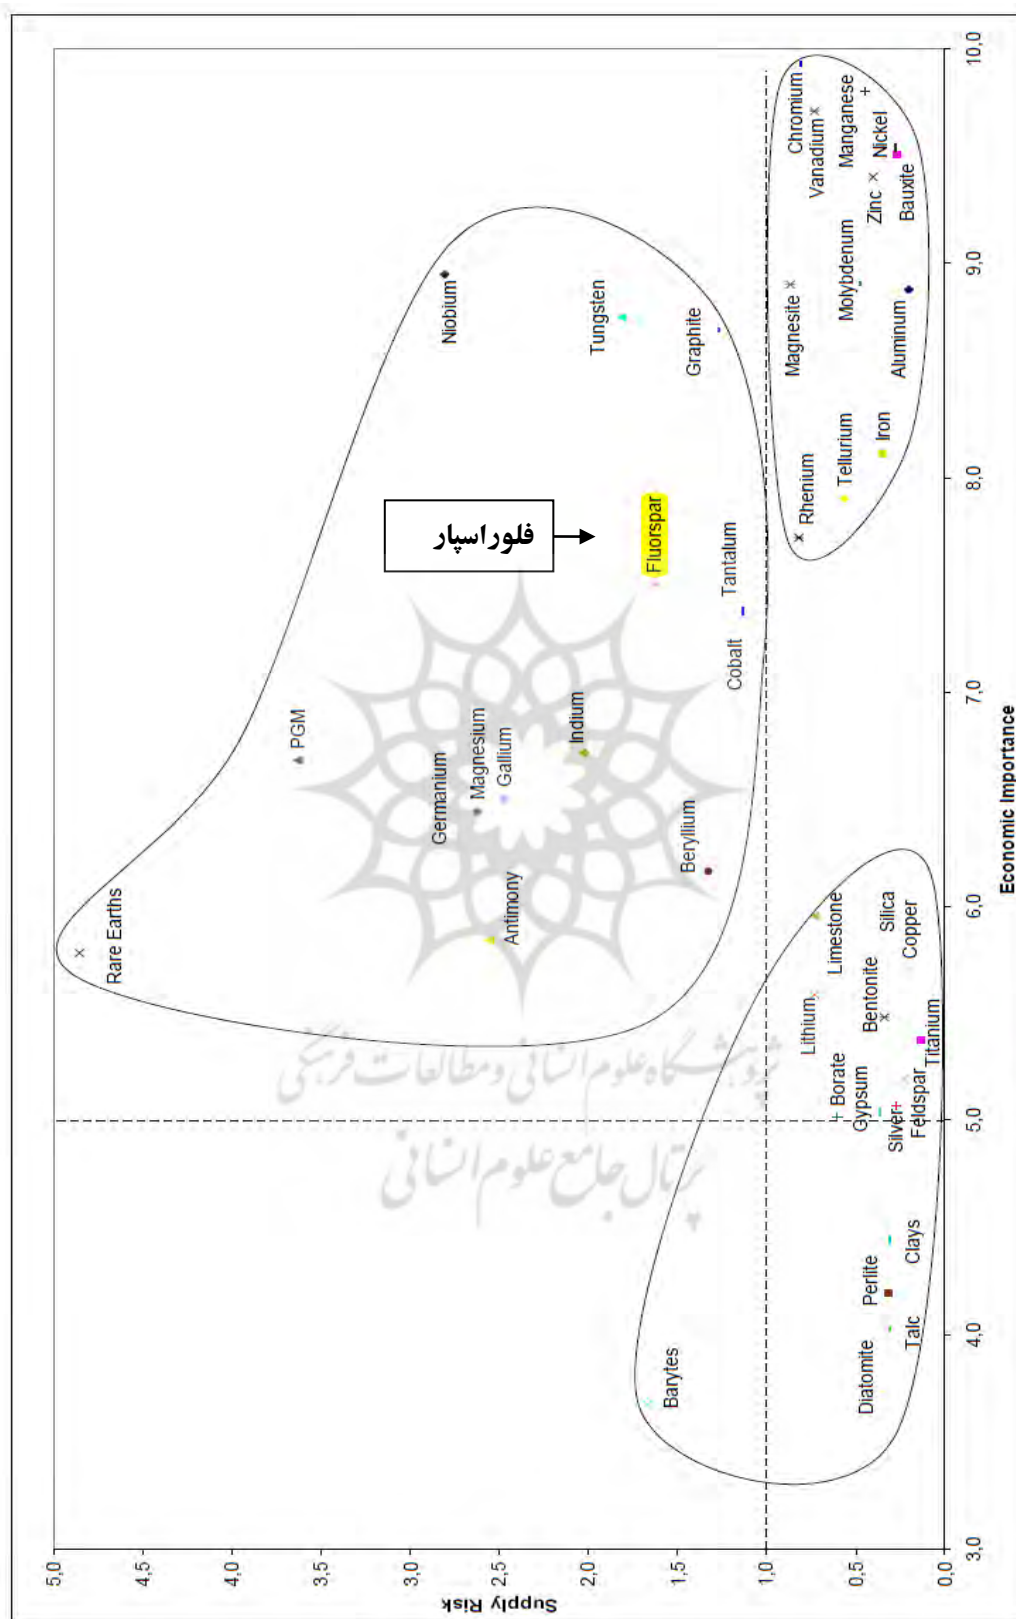 Supply Risk
5,0
4,5
4,0
3,5
3,0
2,5
2,0
1,5
1,0
0,5
0,0
Rare Earths
PGM
Niobium
Germanium
Magnesium
Gallium
Antimony
Indium
Tungsten
فلوراسپار
Fluorspar
Beryllium
Graphite
Cobalt
Tantalum
Barytes
Lithium
Limestone
Borate
Gypsum
Bentonite
Silica
Copper
Silver
Feldspar
Titanium
Diatomite
Perlite
Talc
Clays
Rhenium
Magnesite
Chromium
Vanadium
Tellurium
Molybdenum
Manganese
Iron
Aluminum
Zinc
Nickel
Bauxite
پژوهشگاه علوم انسانی و مطالعات فرهنگی
پرتال جامع علوم انسانی
3,0
4,0
5,0
6,0
7,0
8,0
9,0
10,0
Economic Importance